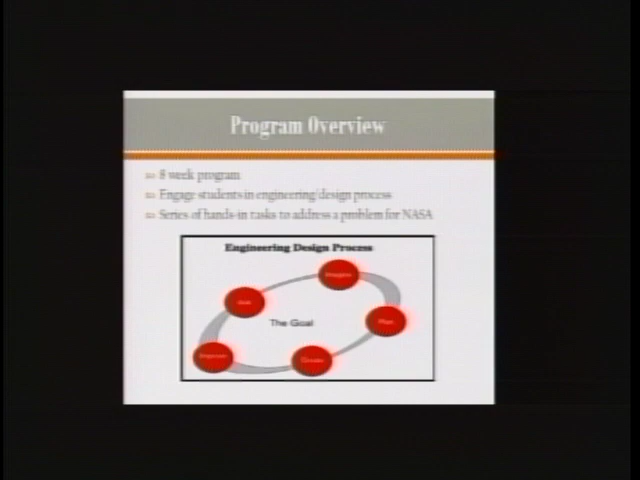 Program Overview
8 week program
Engage students in engineering/design process
Series of hands-in tasks to address a problem for NASA
Engineering Design Process
Imagine
Ask
Plan
The Goal
Improve
Create